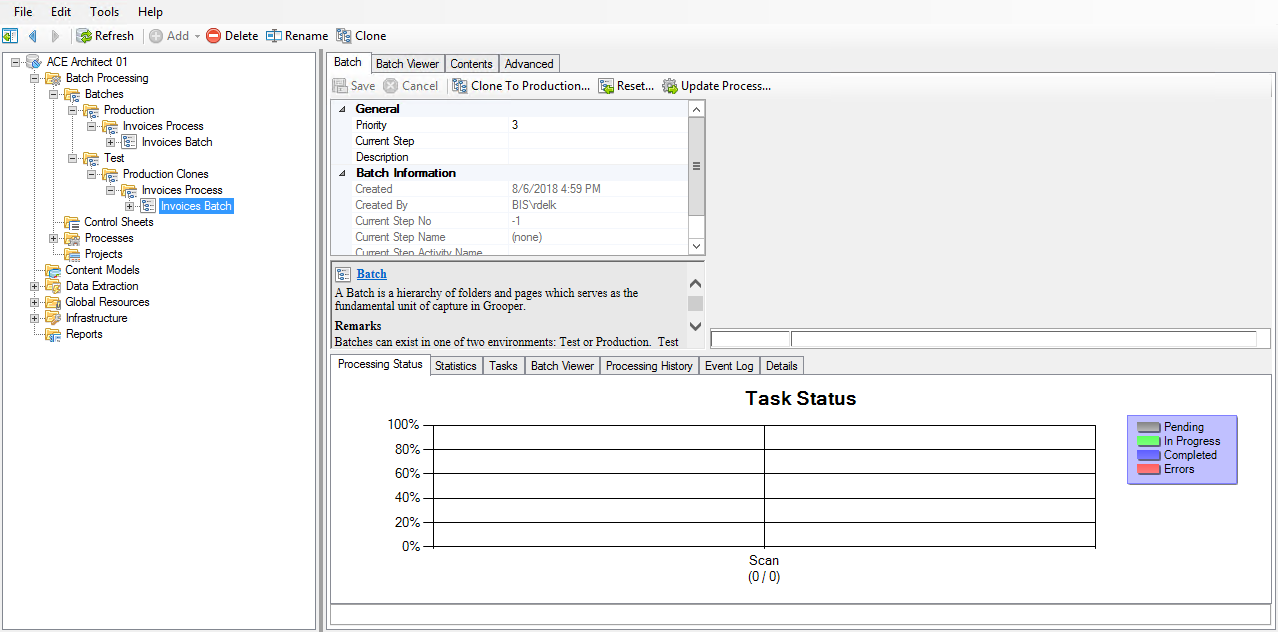 File Edit Tools Help
Refresh Add Delete Rename Clone
ACE Architect 01
Batch Processing
Batches
Production
Invoices Process
Invoices Batch
Test
Production Clones
Invoices Process
Invoices Batch
Control Sheets
Processes
Projects
Content Models
Data Extraction
Global Resources
Infrastructure
Reports
Batch Batch Viewer Contents Advanced
Save Cancel Clone To Production... Reset... Update Process...
General
Priority 3
Current Step
Description
Batch Information
Created 8/6/2018 4:59 PM
Created By BIS\rdelk
Current Step No -1
Current Step Name (none)
Current Step Activity Name
Batch
A Batch is a hierarchy of folders and pages which serves as the
fundamental unit of capture in Grooper.
Remarks
Batches can exist in one of two environments: Test or Production. Test
Processing Status Statistics Tasks Batch Viewer Processing History Event Log Details
Task Status
100%
80%
60%
40%
20%
0%
Scan
(0 / 0)
Pending
In Progress
Completed
Errors